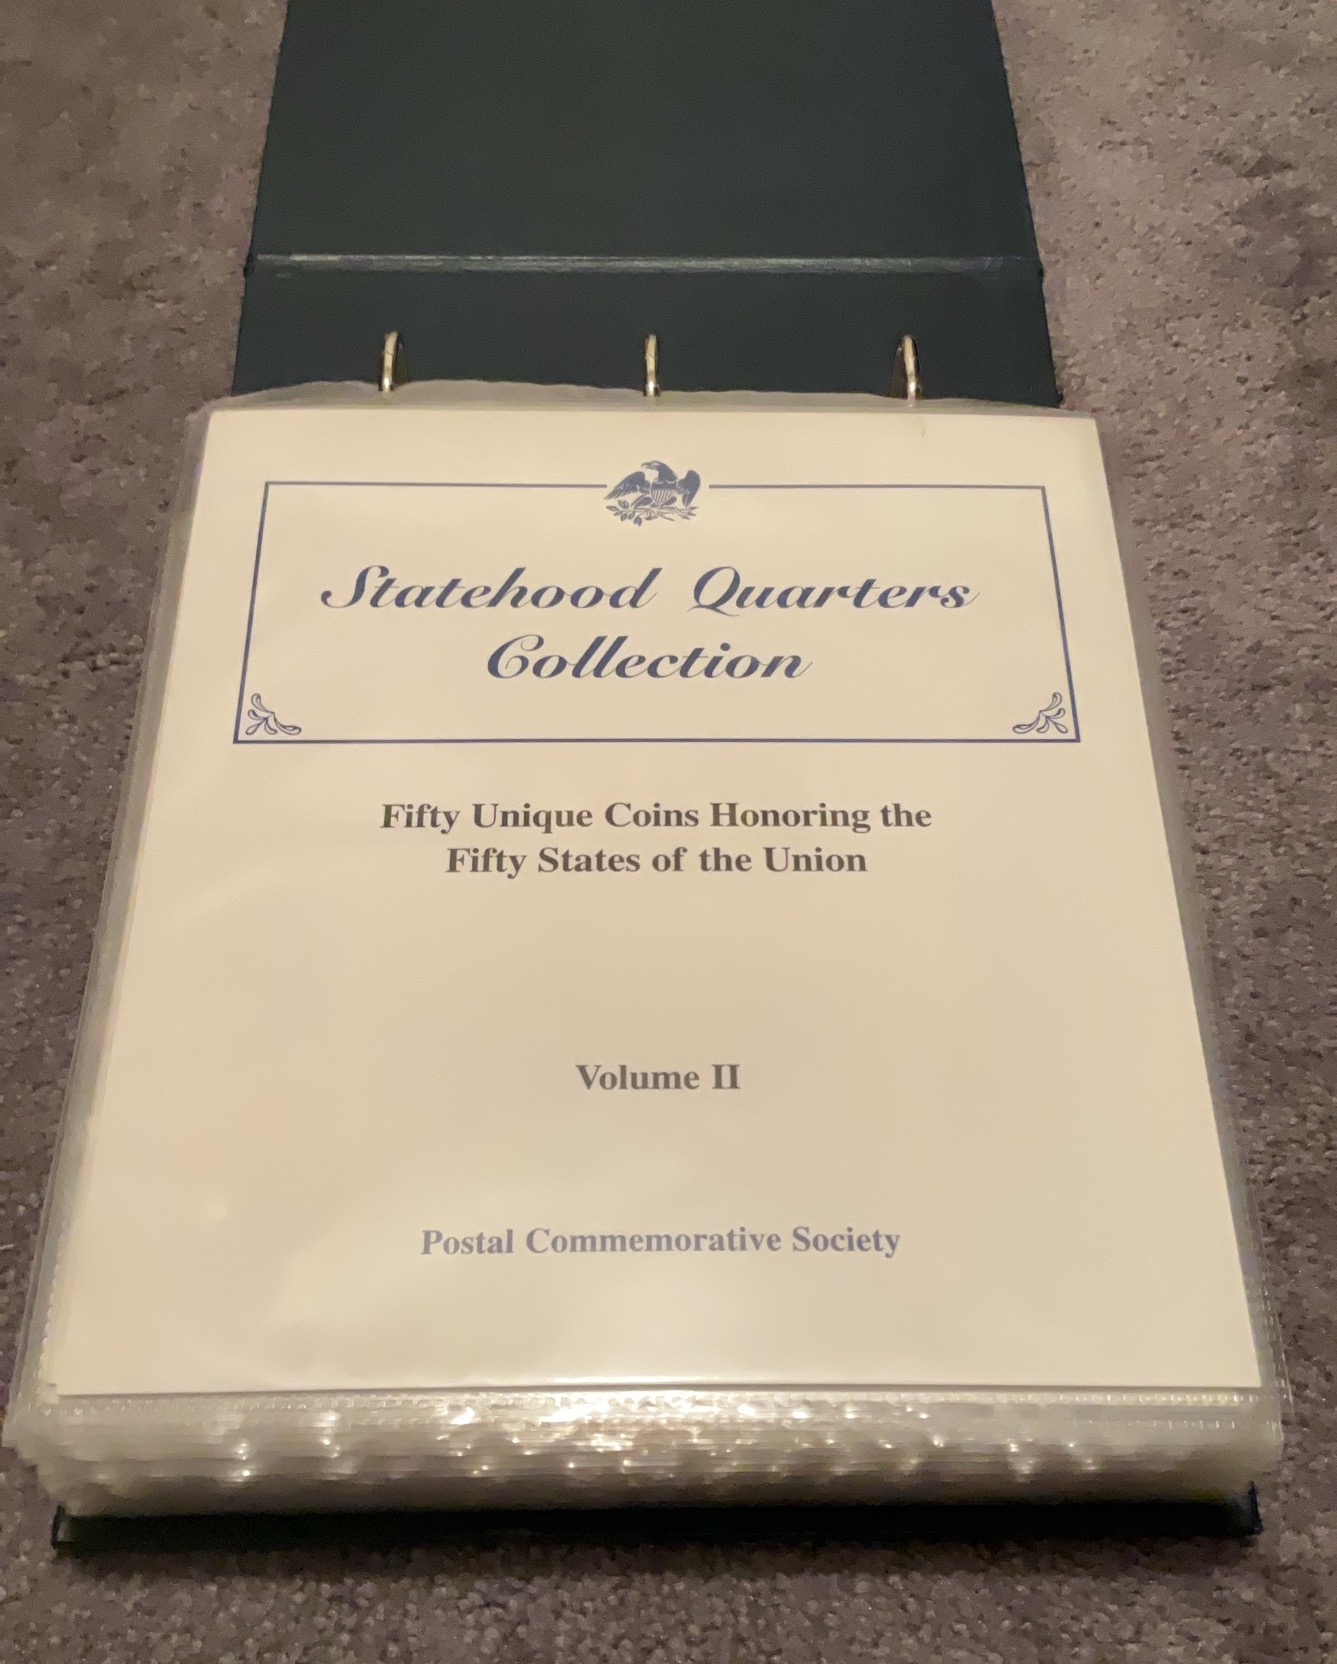 Statehood Quarters
Collection
Fifty Unique Coins Honoring the
Fifty States of the Union
Volume II
Postal Commemorative Society